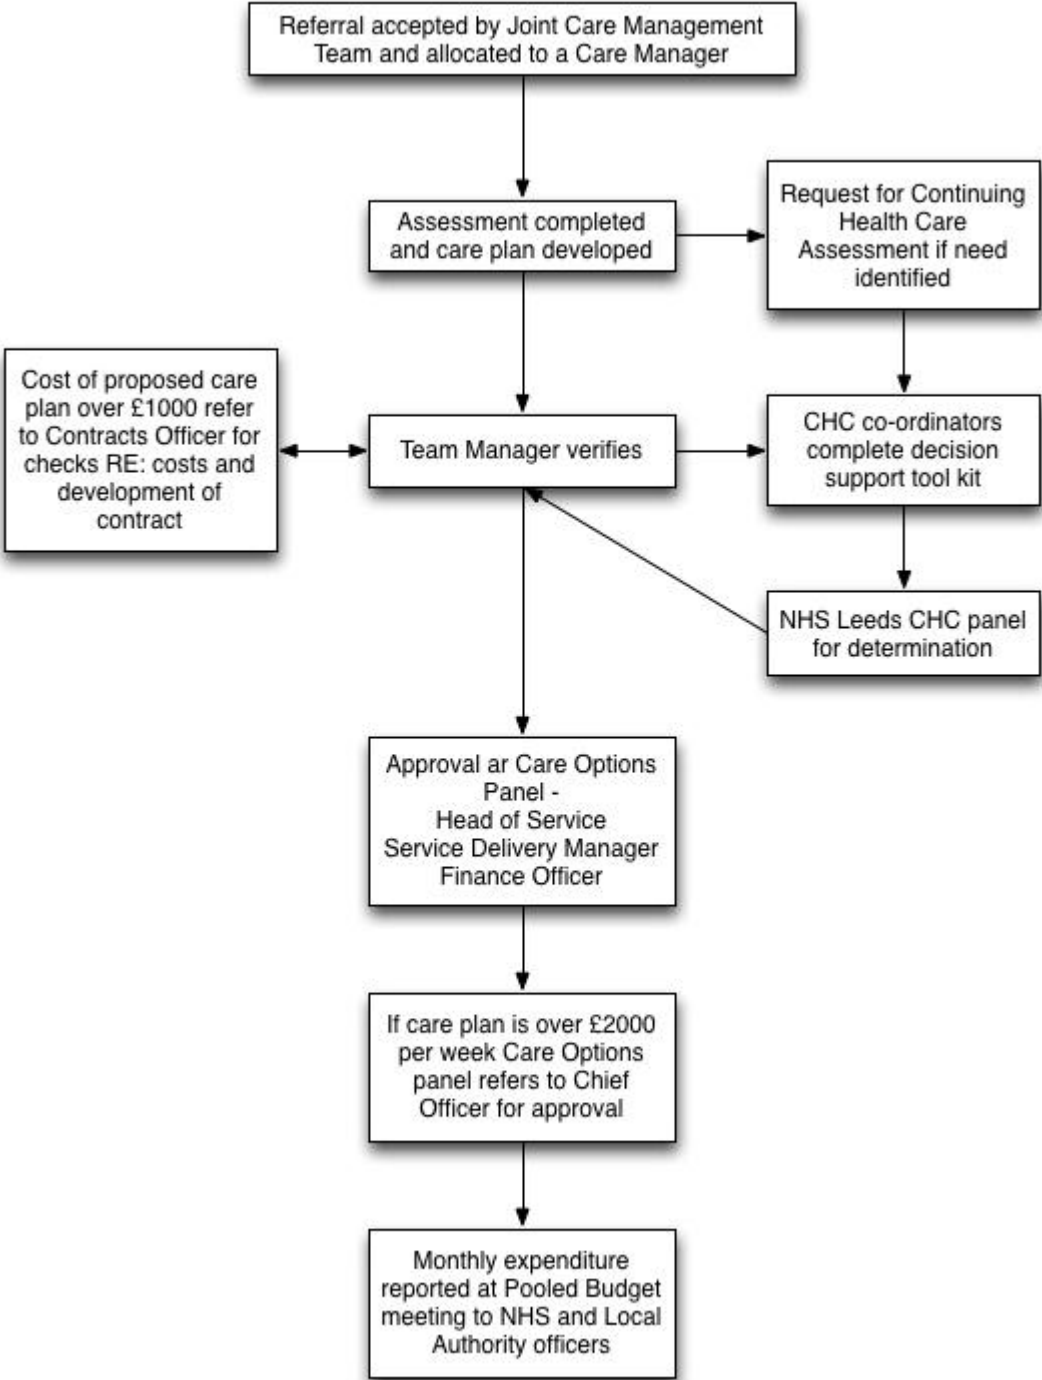 Referral accepted by Joint Care Management
Team and allocated to a Care Manager
Assessment completed
and care plan developed
Request for Continuing
Health Care
Assessment if need
identified
Cost of proposed care
plan over £1000 refer
to Contracts Officer for
checks RE: costs and
development of
contract
Team Manager verifies
CHC co-ordinators
complete decision
support tool kit
NHS Leeds CHC panel
for determination
Approval ar Care Options
Panel -
Head of Service
Service Delivery Manager
Finance Officer
If care plan is over £2000
per week Care Options
panel refers to Chief
Officer for approval
Monthly expenditure
reported at Pooled Budget
meeting to NHS and Local
Authority officers